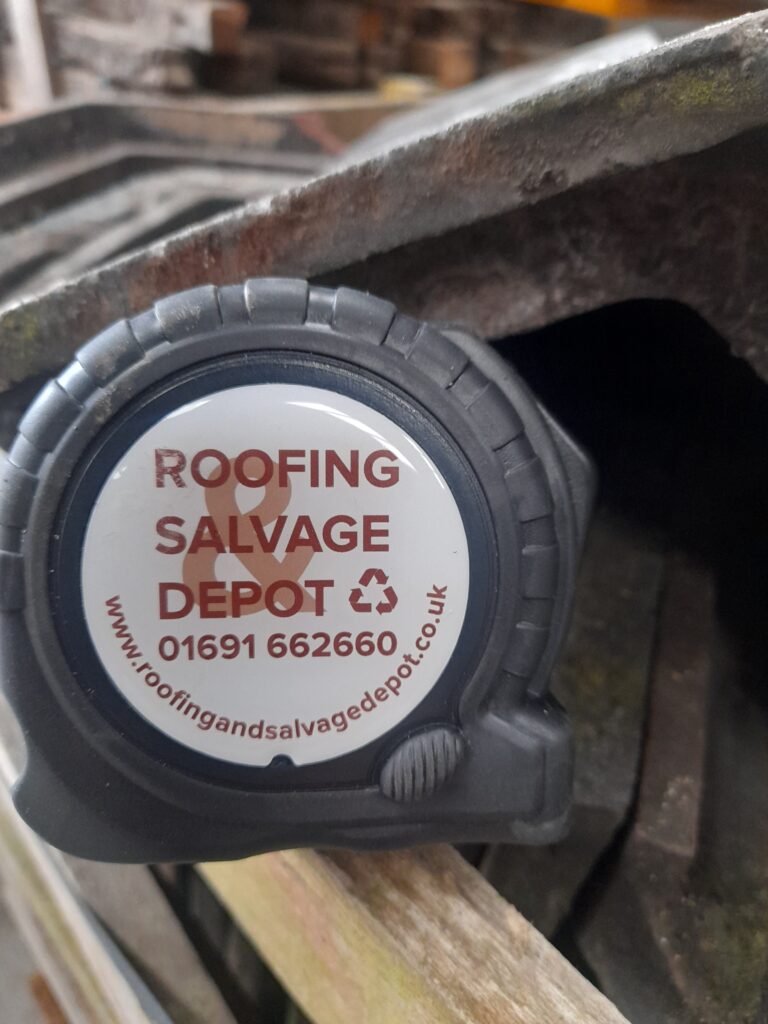 ROOFING
&
SALVAGE
DEPOT
01691 662660
www.roofingandsalvagedepot.co.uk